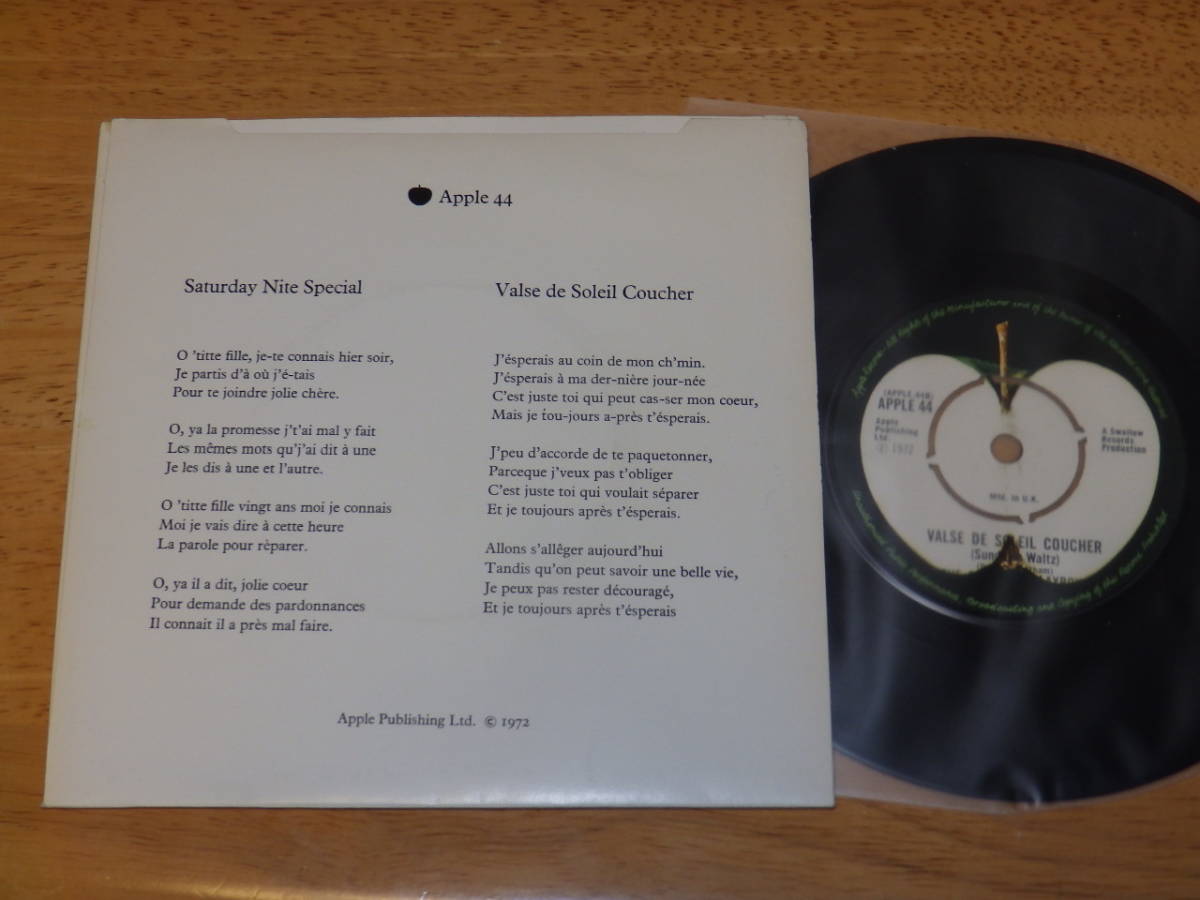 Apple 44
Saturday Nite Special
O 'titte fille, je-te connais hier soir,
Je partis d'à où j'é-tais
Pour te joindre jolie chère.
O, ya la promesse j't'ai mal y fait
Les mêmes mots qu'j'ai dit à une
Je les dis à une et l'autre.
O 'titte fille vingt ans moi je connais
Moi je vais dire à cette heure
La parole pour rèparer.
O, ya il a dit, jolie coeur
Pour demande des pardonnances
Il connait il a près mal faire.
Valse de Soleil Coucher
J'ésperais au coin de mon ch'min.
J'ésperais à ma der-nière jour-née
C'est juste toi qui peut cas-ser mon coeur,
Mais je tou-jours a-près t'ésperais.
J'peu d'accorde de te paquetonner,
Parceque j'veux pas t'obliger
C'est juste toi qui voulait séparer
Et je toujours après t'ésperais.
Allons s'allêger aujourd'hui
Tandis qu'on peut savoir une belle vie,
Je peux pas rester découragé,
Et je toujours après t'ésperais
Apple Publishing Ltd. © 1972
(APPLE 44B)
APPLE 44
Apple
Publishing
Ltd.
℗ 1972
A Swallow
Records
Production
Mfd. in U.K.
VALSE DE SOLEIL COUCHER
Waltz)